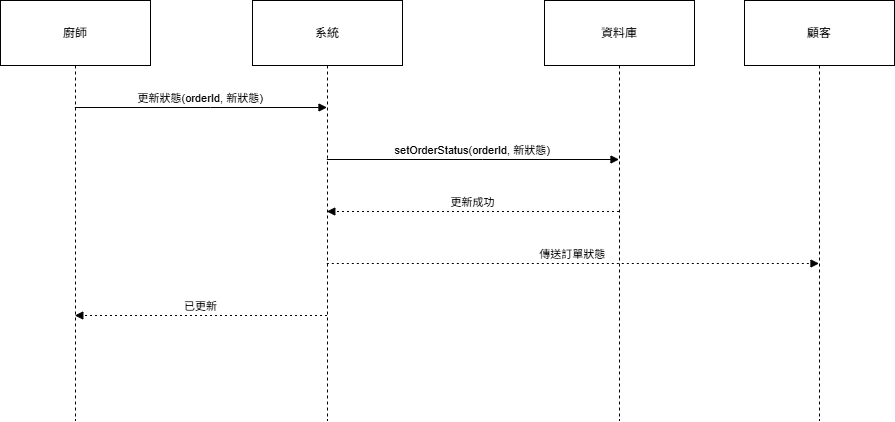 廚師
系統
資料庫
顧客
更新狀態(orderId, 新狀態)
setOrderStatus(orderId, 新狀態)
更新成功
傳送訂單狀態
已更新